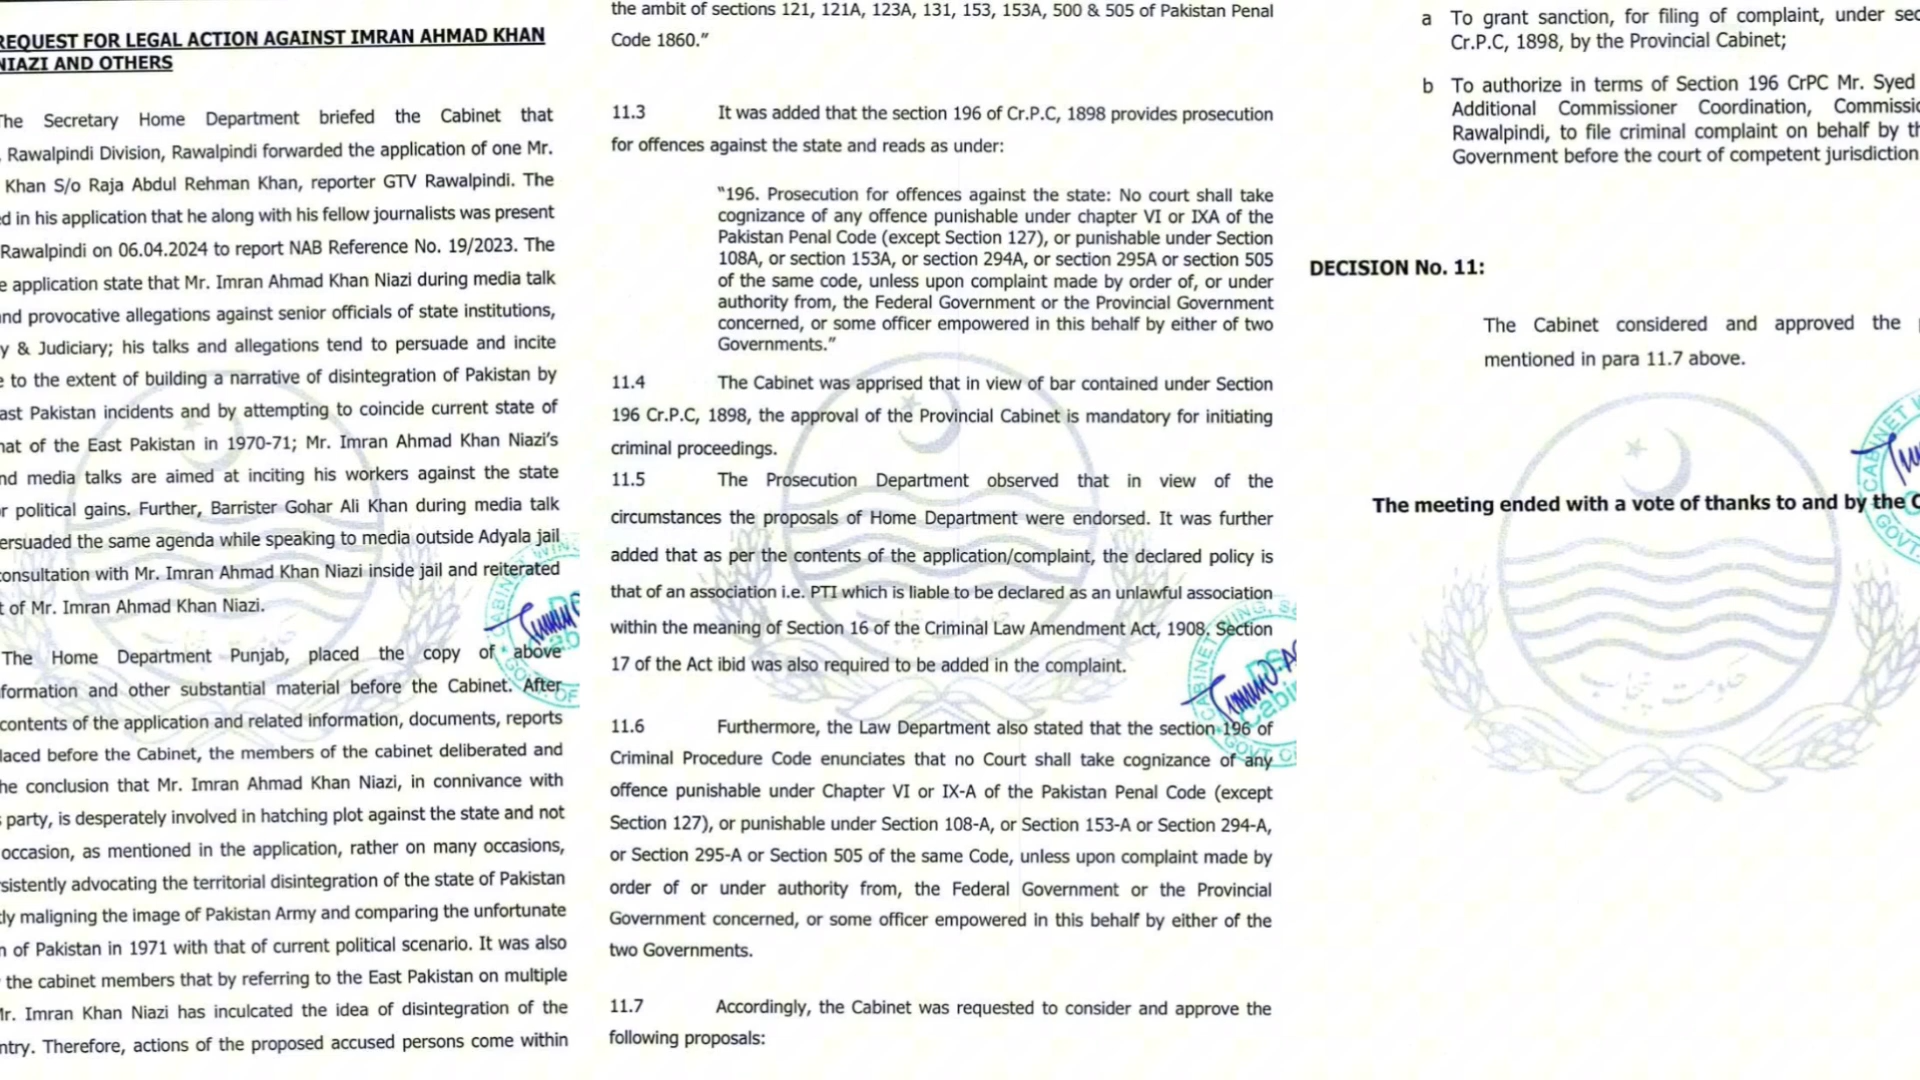 REQUEST FOR LEGAL ACTION AGAINST IMRAN AHMAD KHAN
NIAZI AND OTHERS
The Secretary Home Department briefed the Cabinet that
, Rawalpindi Division, Rawalpindi forwarded the application of one Mr.
Khan S/o Raja Abdul Rehman Khan, reporter GTV Rawalpindi. The
ed in his application that he along with his fellow journalists was present
Rawalpindi on 06.04.2024 to report NAB Reference No. 19/2023. The
e application state that Mr. Imran Ahmad Khan Niazi during media talk
and provocative allegations against senior officials of state institutions,
y & Judiciary; his talks and allegations tend to persuade and incite
e to the extent of building a narrative of disintegration of Pakistan by
ast Pakistan incidents and by attempting to coincide current state of
hat of the East Pakistan in 1970-71; Mr. Imran Ahmad Khan Niazi's
nd media talks are aimed at inciting his workers against the state
r political gains. Further, Barrister Gohar Ali Khan during media talk
ersuaded the same agenda while speaking to media outside Adyala jail
onsultation with Mr. Imran Ahmad Khan Niazi inside jail and reiterated
t of Mr. Imran Ahmad Khan Niazi.
The Home Department Punjab, placed the copy of above
formation and other substantial material before the Cabinet. After
contents of the application and related information, documents, reports
laced before the Cabinet, the members of the cabinet deliberated and
he conclusion that Mr. Imran Ahmad Khan Niazi, in connivance with
s party, is desperately involved in hatching plot against the state and not
occasion, as mentioned in the application, rather on many occasions,
rsistently advocating the territorial disintegration of the state of Pakistan
tly maligning the image of Pakistan Army and comparing the unfortunate
n of Pakistan in 1971 with that of current political scenario. It was also
the cabinet members that by referring to the East Pakistan on multiple
Mr. Imran Khan Niazi has inculcated the idea of disintegration of the
ntry. Therefore, actions of the proposed accused persons come within
the ambit of sections 121, 121A, 123A, 131, 153, 153A, 500 & 505 of Pakistan Penal
Code 1860."
11.3 It was added that the section 196 of Cr.P.C, 1898 provides prosecution
for offences against the state and reads as under:
"196. Prosecution for offences against the state: No court shall take
cognizance of any offence punishable under chapter VI or IXA of the
Pakistan Penal Code (except Section 127), or punishable under Section
108A, or section 153A, or section 294A, or section 295A or section 505
of the same code, unless upon complaint made by order of, or under
authority from, the Federal Government or the Provincial Government
concerned, or some officer empowered in this behalf by either of two
Governments."
11.4 The Cabinet was apprised that in view of bar contained under Section
196 Cr.P.C, 1898, the approval of the Provincial Cabinet is mandatory for initiating
criminal proceedings.
11.5 The Prosecution Department observed that in view of the
circumstances the proposals of Home Department were endorsed. It was further
added that as per the contents of the application/complaint, the declared policy is
that of an association i.e. PTI which is liable to be declared as an unlawful association
within the meaning of Section 16 of the Criminal Law Amendment Act, 1908. Section
17 of the Act ibid was also required to be added in the complaint.
11.6 Furthermore, the Law Department also stated that the section 196 of
Criminal Procedure Code enunciates that no Court shall take cognizance of any
offence punishable under Chapter VI or IX-A of the Pakistan Penal Code (except
Section 127), or punishable under Section 108-A, or Section 153-A or Section 294-A,
or Section 295-A or Section 505 of the same Code, unless upon complaint made by
order of or under authority from, the Federal Government or the Provincial
Government concerned, or some officer empowered in this behalf by either of the
two Governments.
11.7 Accordingly, the Cabinet was requested to consider and approve the
following proposals:
a To grant sanction, for filing of complaint, under sec
Cr.P.C, 1898, by the Provincial Cabinet;
b To authorize in terms of Section 196 CrPC Mr. Syed
Additional Commissioner Coordination, Commissio
Rawalpindi, to file criminal complaint on behalf by th
Government before the court of competent jurisdiction
DECISION No. 11:
The Cabinet considered and approved the p
mentioned in para 11.7 above.
The meeting ended with a vote of thanks to and by the C